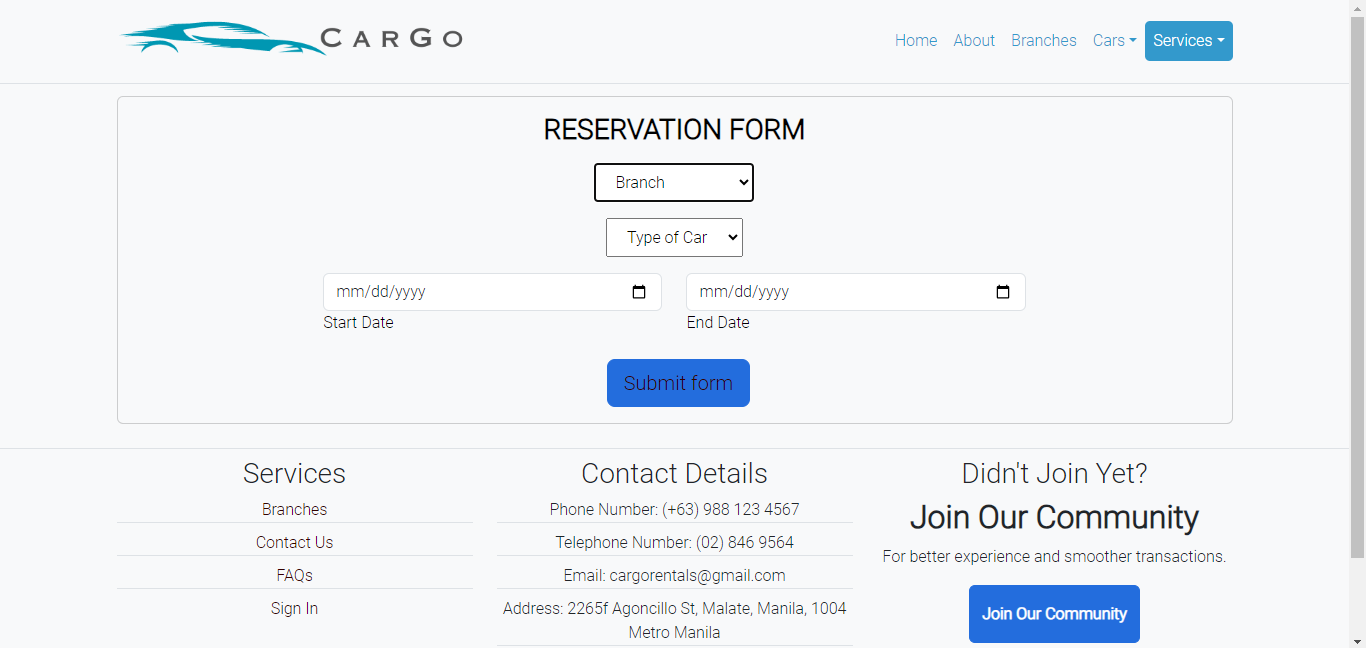 CARGO
Home About Branches Cars Services
RESERVATION FORM
Branch
Type of Car
mm/dd/yyyy mm/dd/yyyy
Start Date End Date
Submit form
Services
Branches
Contact Us
FAQs
Sign In
Contact Details
Phone Number: (+63) 988 123 4567
Telephone Number: (02) 846 9564
Email: cargorentals@gmail.com
Address: 2265f Agoncillo St, Malate, Manila, 1004
Metro Manila
Didn't Join Yet?
Join Our Community
For better experience and smoother transactions.
Join Our Community